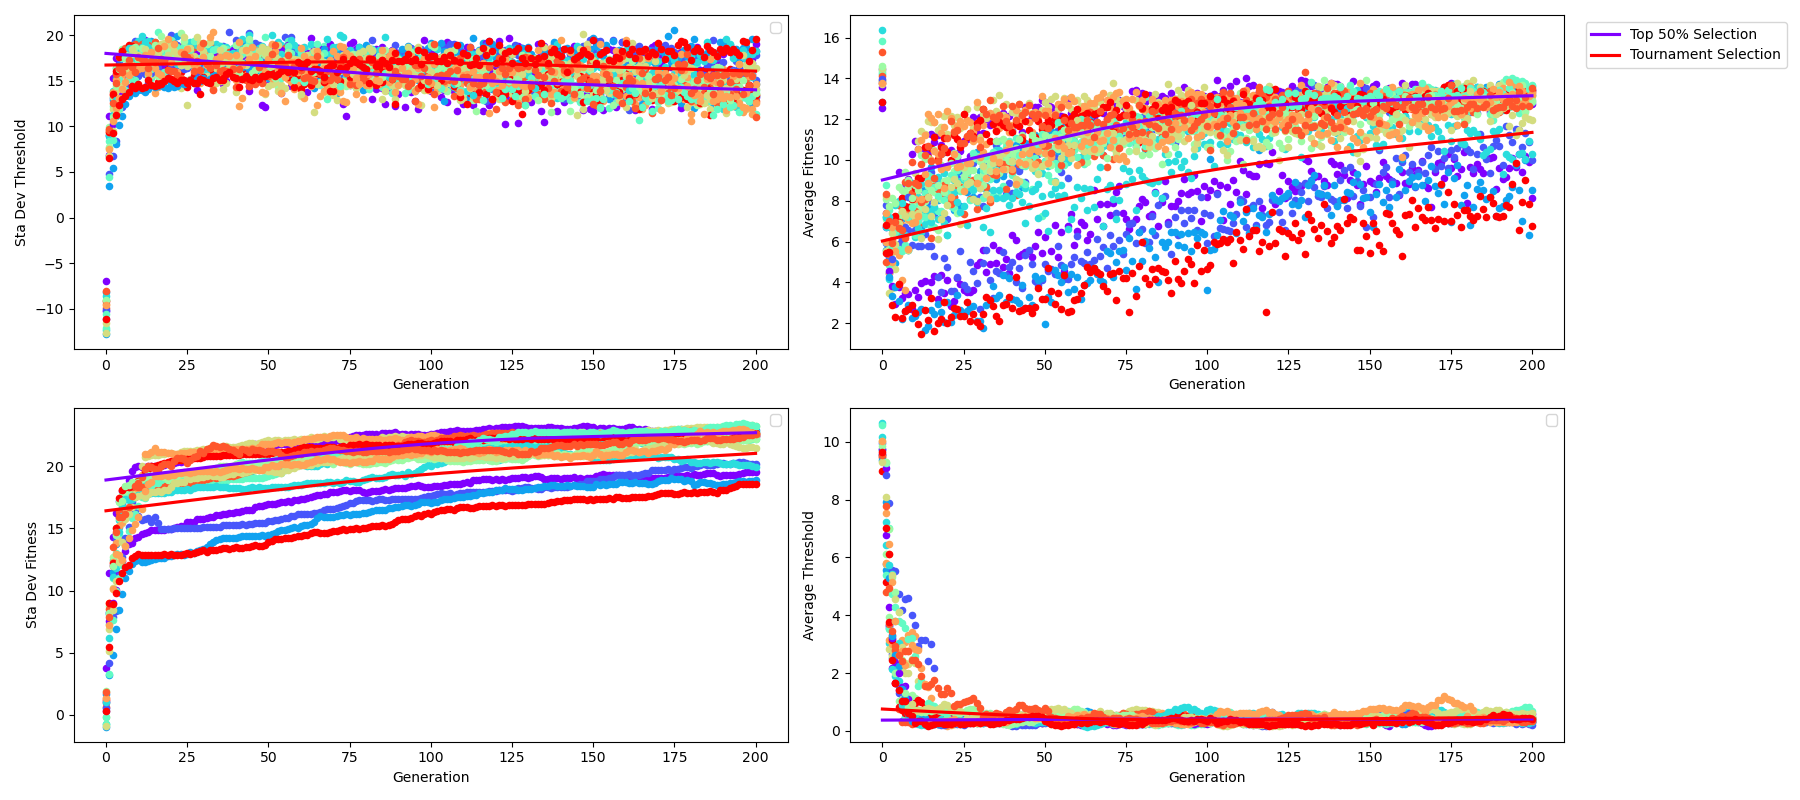 20
15
10
5
0
−5
−10
Sta Dev Threshold
0 25 50 75 100 125 150 175 200
Generation
16
14
12
10
8
6
4
2
Average Fitness
0 25 50 75 100 125 150 175 200
Generation
Top 50% Selection
Tournament Selection
20
15
10
5
0
Sta Dev Fitness
0 25 50 75 100 125 150 175 200
Generation
10
8
6
4
2
0
Average Threshold
0 25 50 75 100 125 150 175 200
Generation